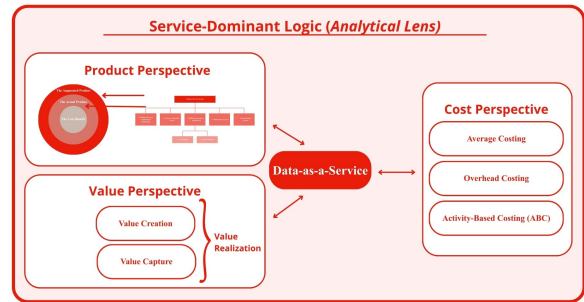 Service-Dominant Logic (Analytical Lens)
Product Perspective
The Augmented Product
The Actual Product
The Core Benefit
Data-as-a-Service
Value Perspective
Value Creation
Value Capture
Value
Realization
Cost Perspective
Average Costing
Overhead Costing
Activity-Based Costing (ABC)